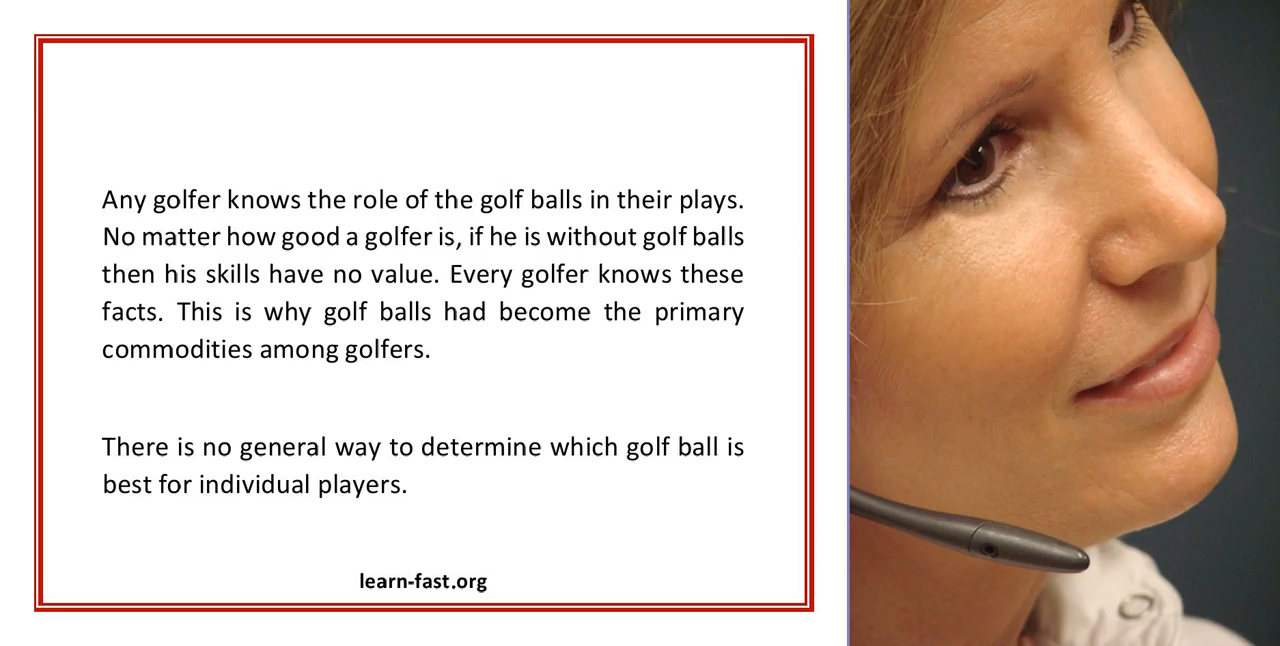 Any golfer knows the role of the golf balls in their plays.
No matter how good a golfer is, if he is without golf balls
then his skills have no value. Every golfer knows these
facts. This is why golf balls had become the primary
commodities among golfers.
There is no general way to determine which golf ball is
best for individual players.
learn-fast.org